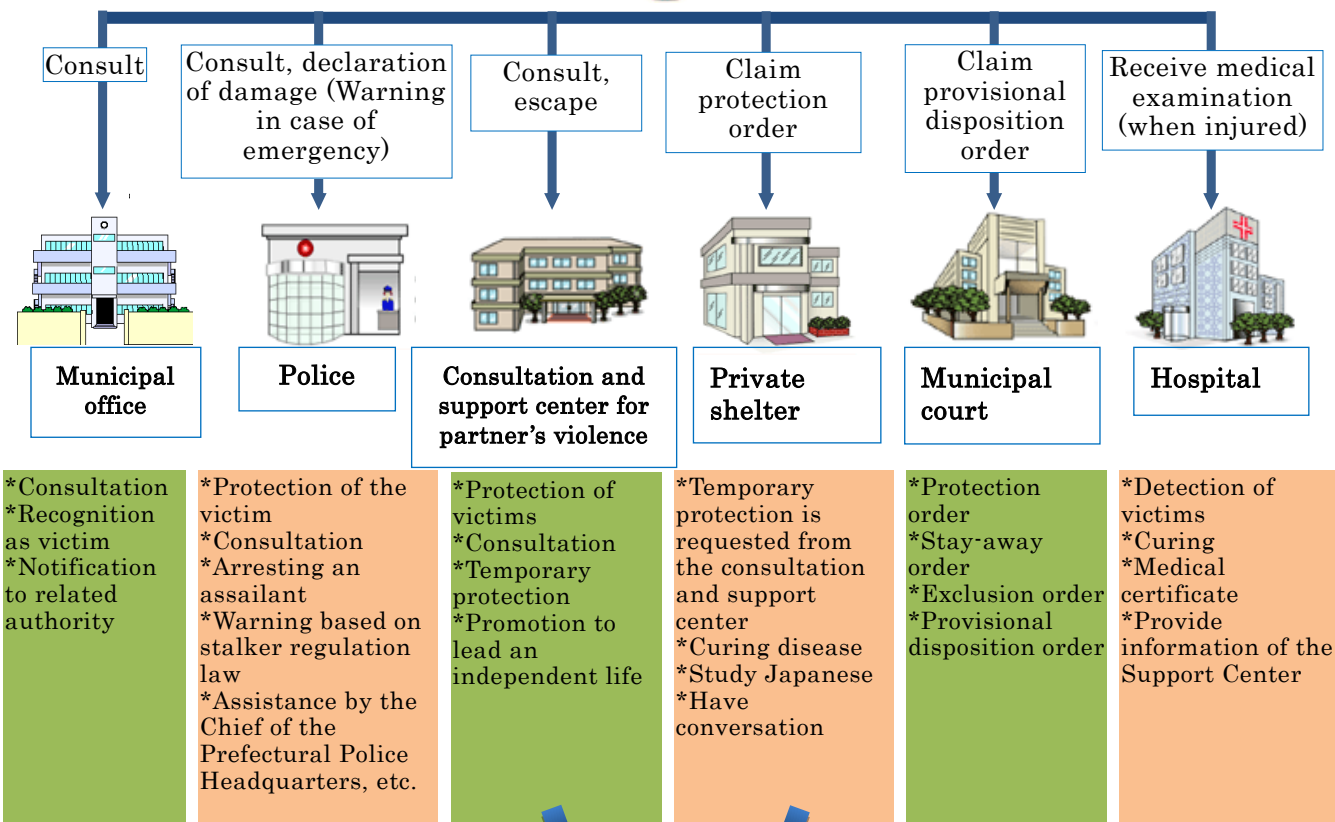 Consult
Consult, declaration
of damage (Warning
in case of
emergency)
Consult,
escape
Claim
protection
order
Claim
provisional
disposition
order
Receive medical
examination
(when injured)
Municipal
office
Police
Consultation and
support center for
partner's violence
Private
shelter
Municipal
court
Hospital
*Consultation
*Recognition
as victim
*Notification
to related
authority
*Protection of the
victim
*Consultation
*Arresting an
assailant
*Warning based on
stalker regulation
law
*Assistance by the
Chief of the
Prefectural Police
Headquarters, etc.
*Protection of
victims
*Consultation
*Temporary
protection
*Promotion to
lead an
independent life
*Temporary
protection is
requested from
the consultation
and support
center
*Curing disease
*Study Japanese
*Have
conversation
*Protection
order
*Stay-away
order
*Exclusion order
*Provisional
disposition order
*Detection of
victims
*Curing
*Medical
certificate
*Provide
information of the
Support Center